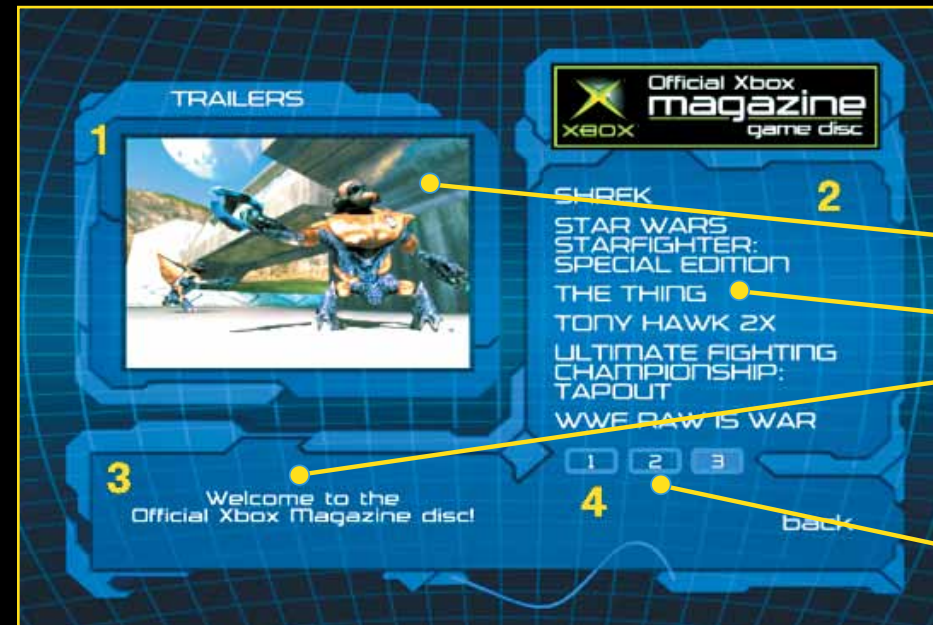 TRAILERS
1
XBOX
Official Xbox
magazine
game disc
2
SHREK
STAR WARS
STARFIGHTER:
SPECIAL EDITION
THE THING
TONY HAWK 2X
ULTIMATE FIGHTING
CHAMPIONSHIP:
TAPOUT
WWF RAW IS WAR
1 2 3
4
3
Welcome to the
Official Xbox Magazine disc!
back